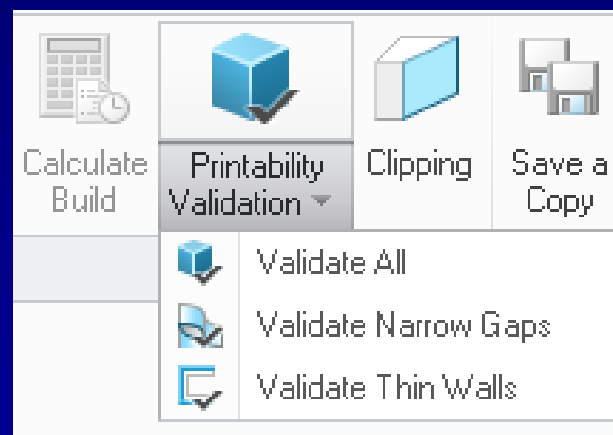 Calculate
Build
Printability
Validation
Clipping
Save a
Copy
Validate All
Validate Narrow Gaps
Validate Thin Walls